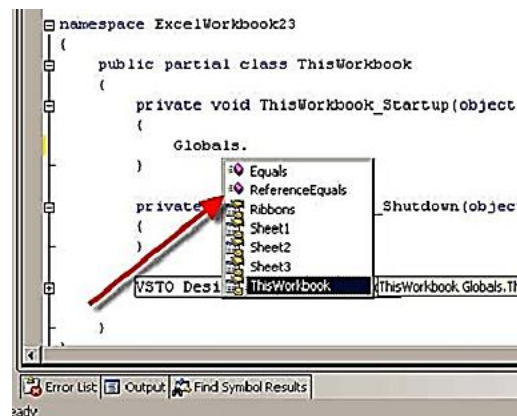 namespace ExcelWorkbook23
{
public partial class ThisWorkbook
{
private void ThisWorkbook_Startup(object
{
Globals.
}
Equals
ReferenceEquals
Ribbons
Sheet1
Sheet2
Sheet3
ThisWorkbook
private
_Shutdown(objec
{
}
VSTO Desi
(ThisWorkbook Globals.Th
}
Error List
Output
Find Symbol Results
eady